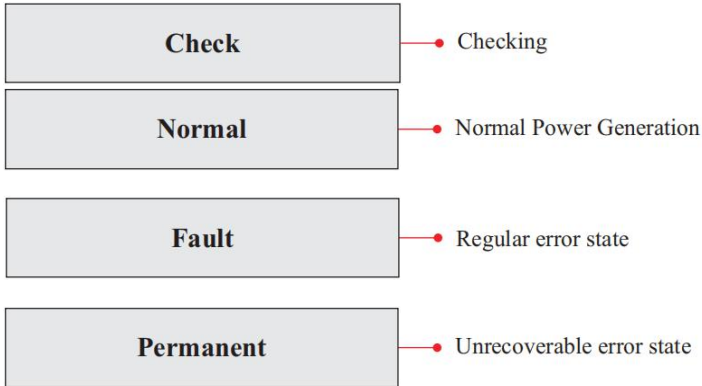 Check
Checking
Normal
Normal Power Generation
Fault
Regular error state
Permanent
Unrecoverable error state